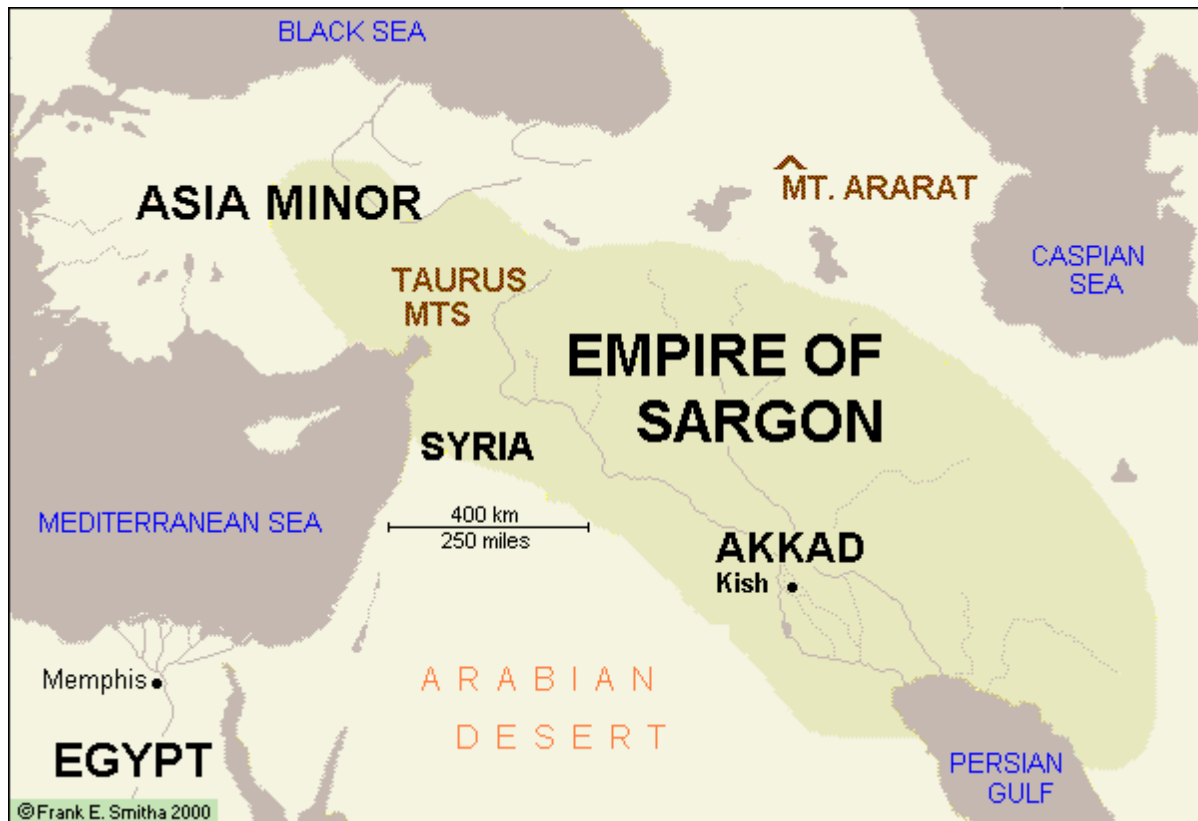 BLACK SEA
MT. ARARAT
ASIA MINOR
CASPIAN
SEA
TAURUS
MTS
EMPIRE OF
SARGON
SYRIA
400 km
250 miles
MEDITERRANEAN SEA
AKKAD
Kish
Memphis
ARABIAN
DESERT
EGYPT
PERSIAN
GULF
©Frank E. Smitha 2000